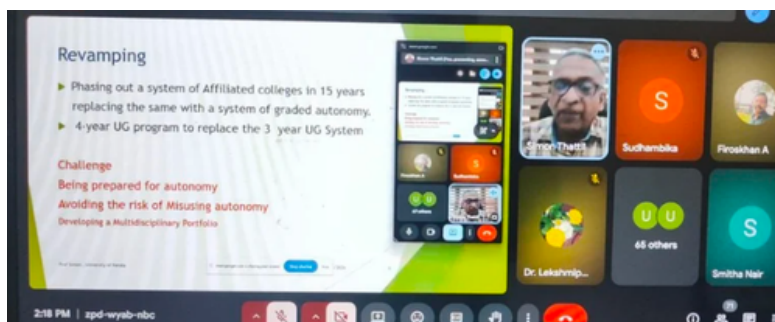 Revamping
Phasing out a system of Affiliated colleges in 15 years
replacing the same with a system of graded autonomy.
4-year UG program to replace the 3 year UG System
Challenge
Being prepared for autonomy
Avoiding the risk of Misusing autonomy
Developing a Multidisciplinary Portfolio
Simon Thattil
S
Sudhambika
Firoskhan A
Dr. Lekshmip...
U U
65 others
S
Smitha Nair
2:18 PM | zpd-wyab-nbc
21